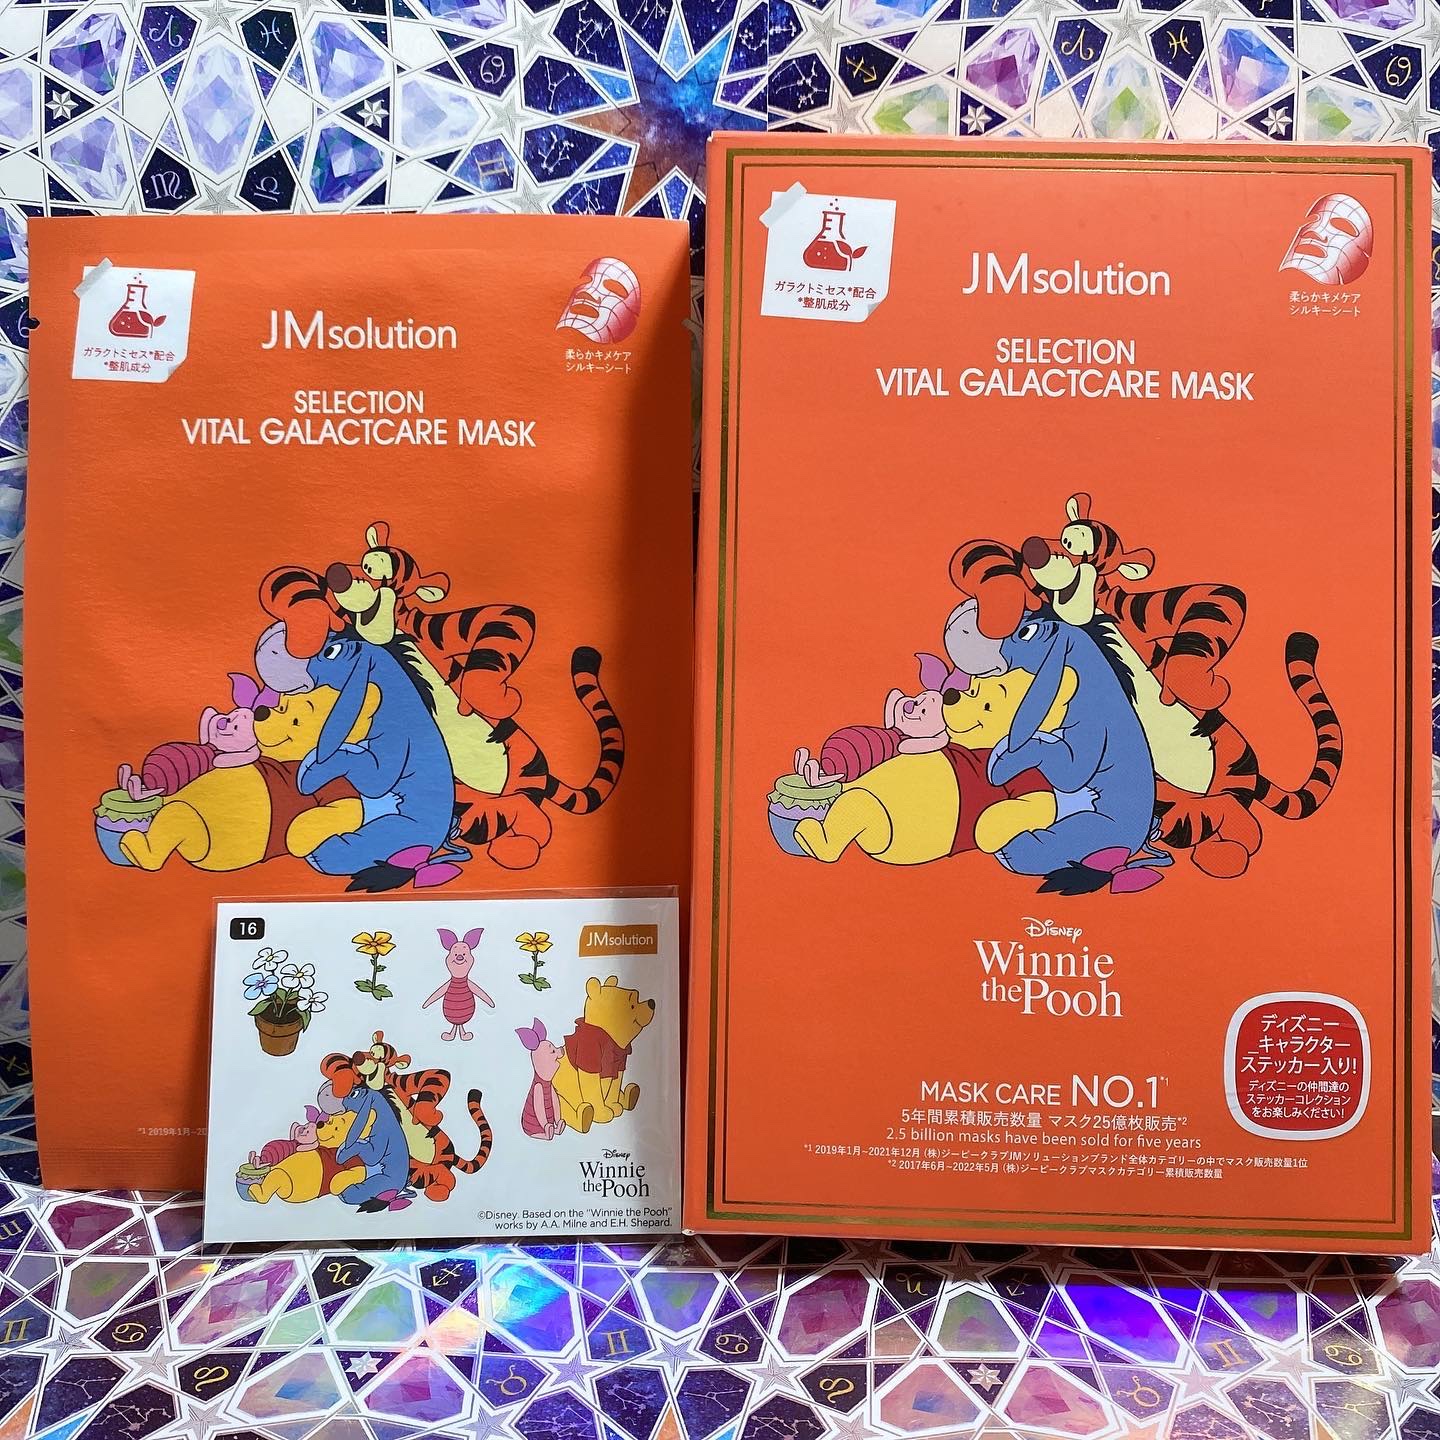 ガラクトミセス*配合
*整肌成分
JMsolution
柔らかキメケア
シルキーシート
SELECTION
VITAL GALACTCARE MASK
*1 2019年1月~20
16
JMsolution
Disney
Winnie
the Pooh
©Disney. Based on the "Winnie the Pooh"
works by A.A. Milne and E.H. Shepard.
ガラクトミセス*配合
*整肌成分
JMsolution
柔らかキメケア
シルキーシート
SELECTION
VITAL GALACTCARE MASK
Disney
Winnie
the Pooh
ディズニー
_キャラクター
ステッカー入り!
ディズニーの仲間達の
ステッカーコレクション
をお楽しみください!
MASK CARE NO.1*1
5年間累積販売数量 マスク25億枚販売*2
2.5 billion masks have been sold for five years
*1 2019年1月~2021年12月 (株)ジーピークラブJMソリューションブランド全体カテゴリーの中でマスク販売数量1位
*2 2017年6月~2022年5月 (株)ジーピークラブマスクカテゴリー累積販売数量